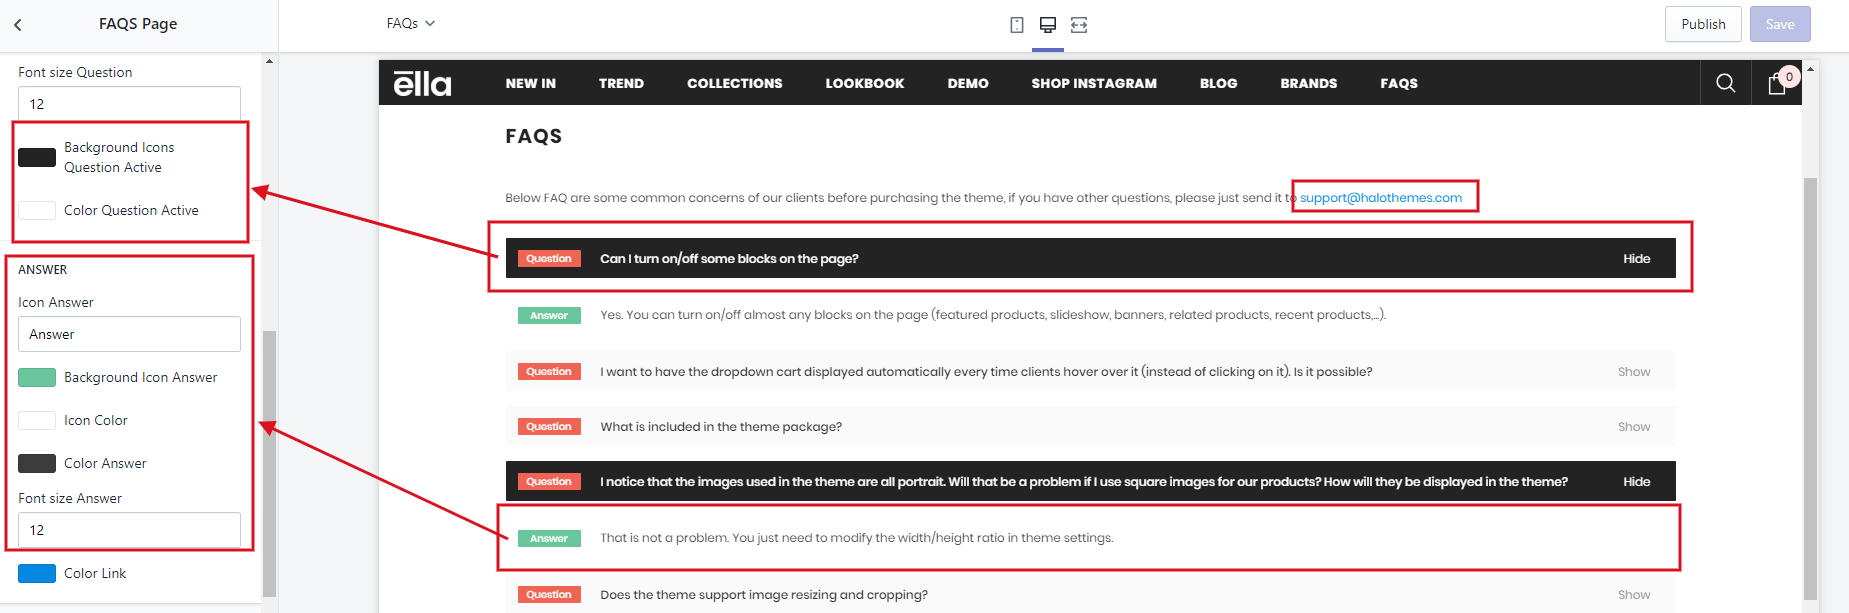 FAQS Page
FAQs
Publish
Save
Font size Question
12
Background Icons
Question Active
Color Question Active
ANSWER
Icon Answer
Answer
Background Icon Answer
Icon Color
Color Answer
Font size Answer
12
Color Link
ēlla
NEW IN TREND COLLECTIONS LOOKBOOK DEMO SHOP INSTAGRAM BLOG BRANDS FAQS
0
FAQS
Below FAQ are some common concerns of our clients before purchasing the theme, if you have other questions, please just send it to support@halothemes.com
Question Can I turn on/off some blocks on the page? Hide
Answer Yes. You can turn on/off almost any blocks on the page (featured products, slideshow, banners, related products, recent products,...).
Question I want to have the dropdown cart displayed automatically every time clients hover over it (instead of clicking on it). Is it possible? Show
Question What is included in the theme package? Show
Question I notice that the images used in the theme are all portrait. Will that be a problem if I use square images for our products? How will they be displayed in the theme? Hide
Answer That is not a problem. You just need to modify the width/height ratio in theme settings.
Question Does the theme support image resizing and cropping? Show